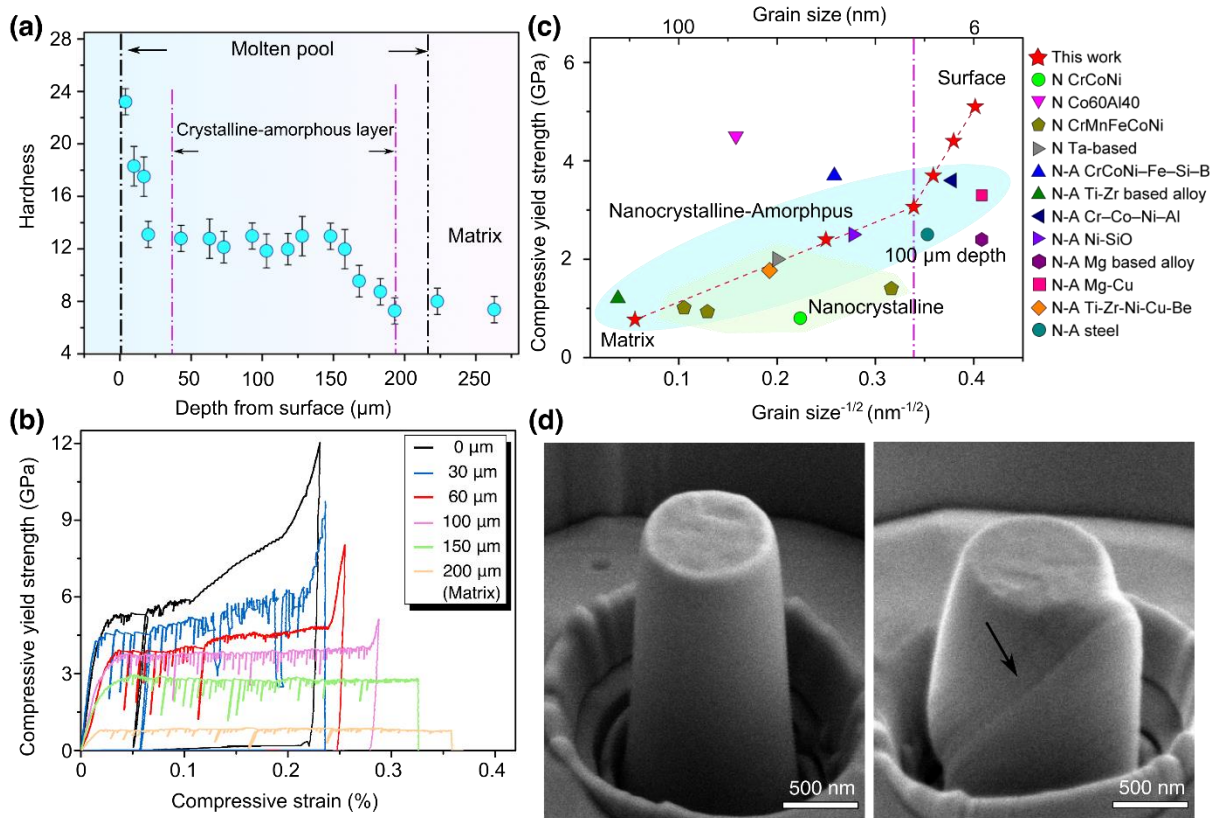 (a)
28
24
20
16
12
8
4
Hardness
Molten pool
Crystalline-amorphous layer
Matrix
0
50
100
150
200
250
Depth from surface (µm)
(b)
12
9
6
3
0
Compressive yield strength (GPa)
0 µm
30 µm
60 µm
100 µm
150 µm
200 µm
(Matrix)
0
0.1
0.2
0.3
0.4
Compressive strain (%)
(c)
Grain size (nm)
100
6
6
4
2
0
Compressive yield strength (GPa)
Surface
Nanocrystalline-Amorphpus
100 µm depth
Nanocrystalline
Matrix
0.1
0.2
0.3
0.4
Grain size-1/2 (nm-1/2)
This work
N CrCoNi
N Co60Al40
N CrMnFeCoNi
N Ta-based
N-A CrCoNi–Fe–Si–B
N-A Ti-Zr based alloy
N-A Cr–Co–Ni–Al
N-A Ni-SiO
N-A Mg based alloy
N-A Mg-Cu
N-A Ti-Zr-Ni-Cu-Be
N-A steel
(d)
500 nm
500 nm